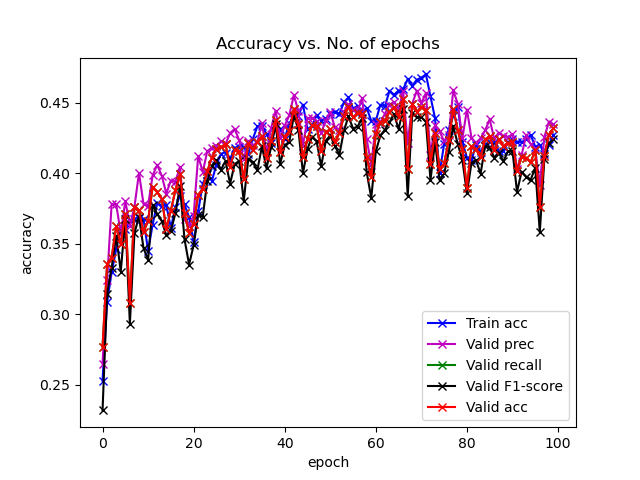 Accuracy vs. No. of epochs
accuracy
0.45
0.40
0.35
0.30
0.25
Train acc
Valid prec
Valid recall
Valid F1-score
Valid acc
0
20
40
60
80
100
epoch